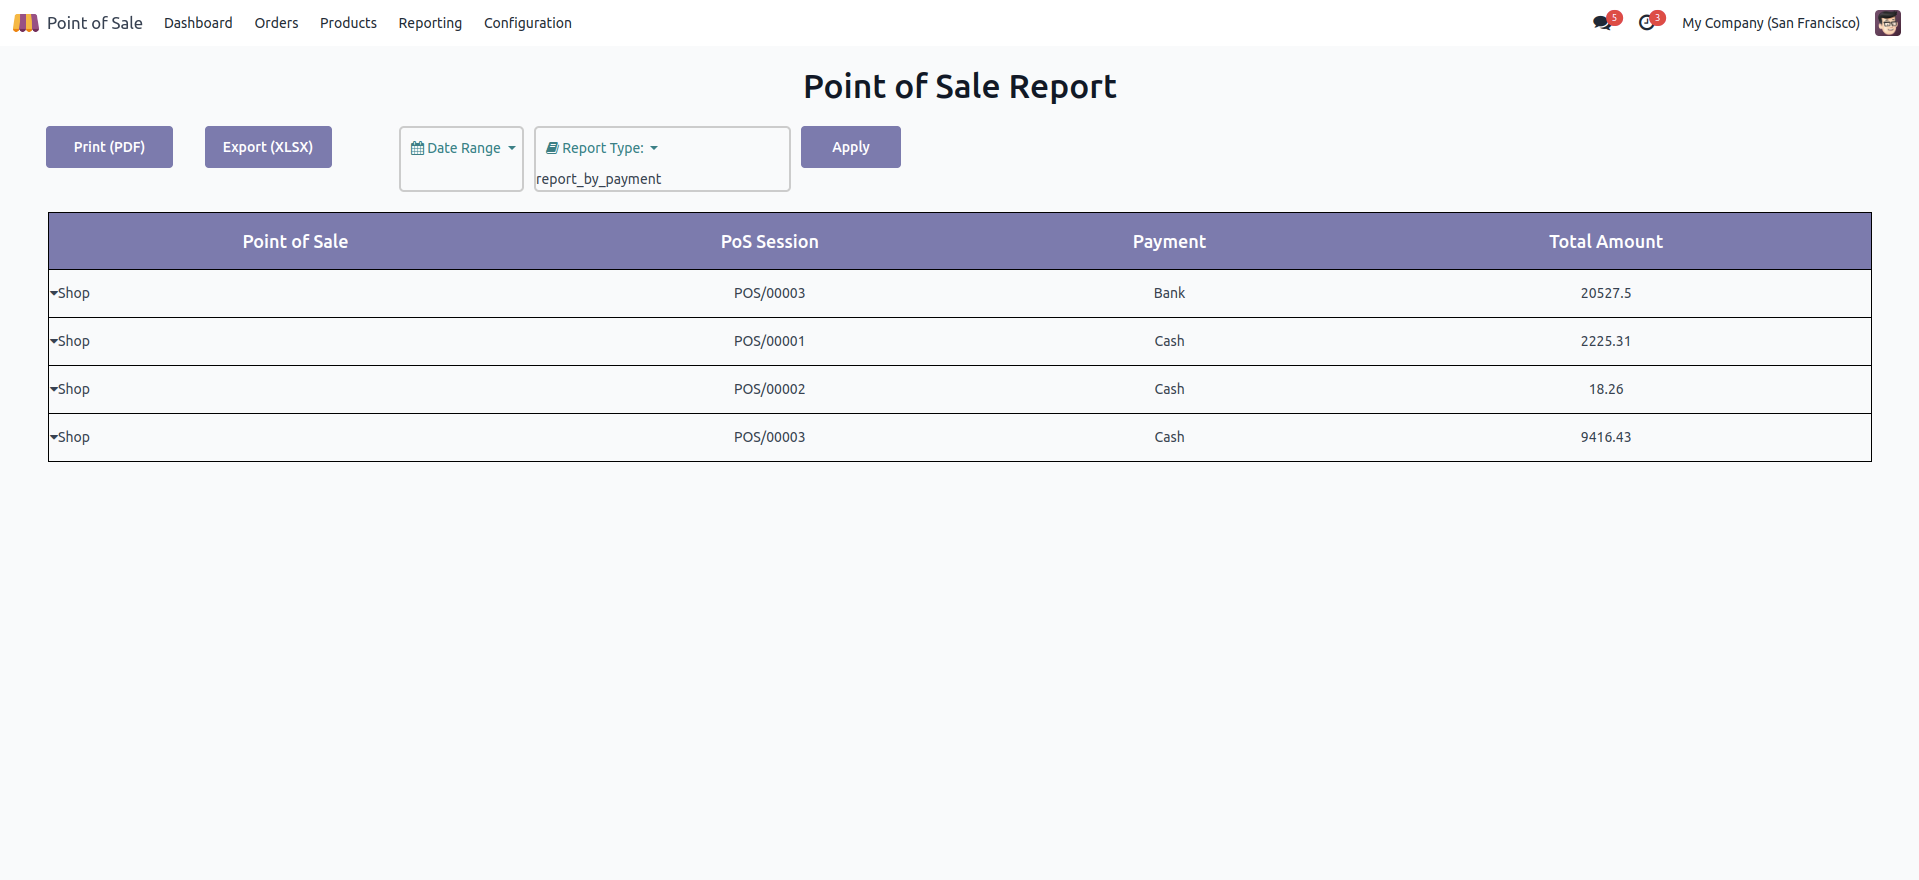 Point of Sale Dashboard Orders Products Reporting Configuration 5 3 My Company (San Francisco)
Point of Sale Report
Print (PDF) Export (XLSX) Date Range Report Type: Apply
report_by_payment
Point of Sale PoS Session Payment Total Amount
Shop POS/00003 Bank 20527.5
Shop POS/00001 Cash 2225.31
Shop POS/00002 Cash 18.26
Shop POS/00003 Cash 9416.43